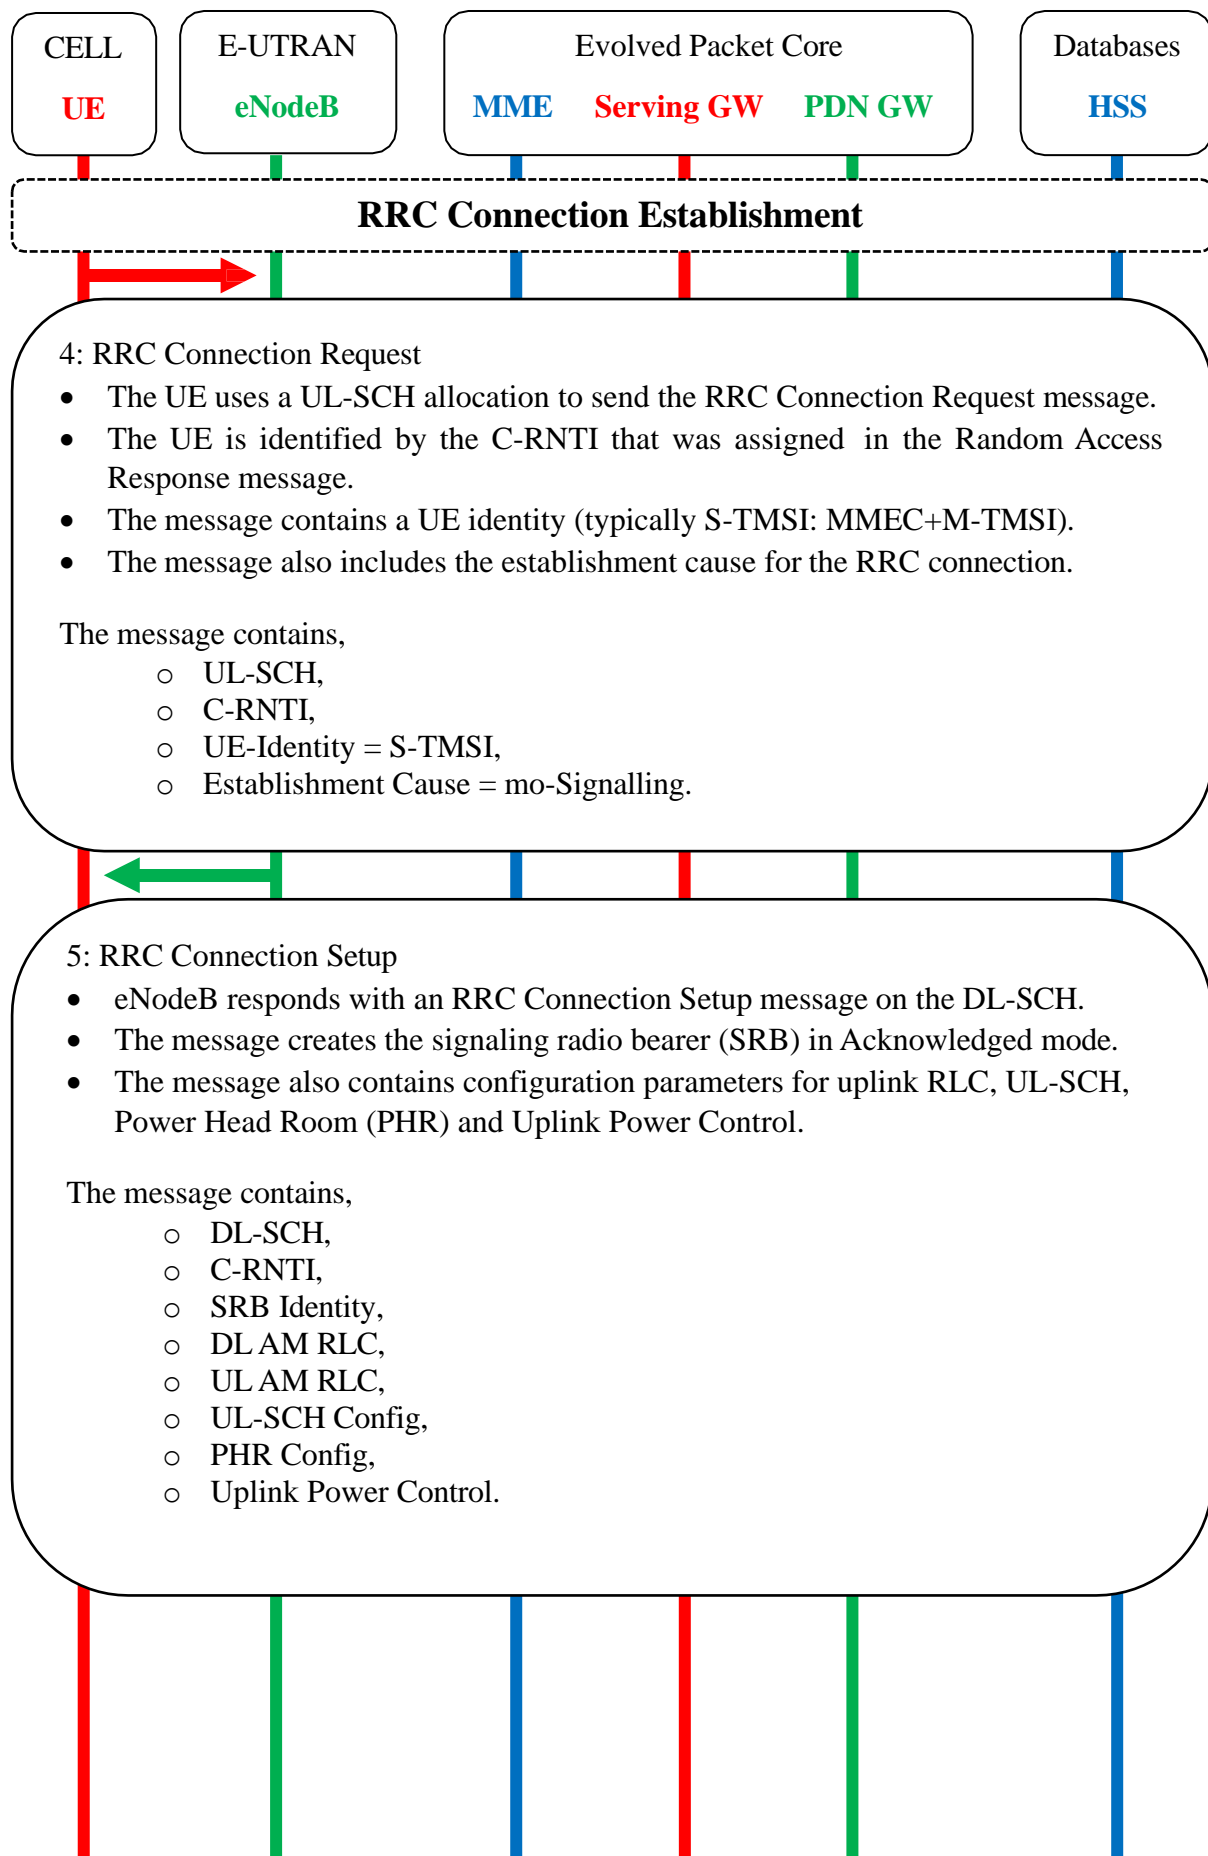 CELL
UE
E-UTRAN
eNodeB
Evolved Packet Core
MME Serving GW PDN GW
Databases
HSS
RRC Connection Establishment
4: RRC Connection Request
• The UE uses a UL-SCH allocation to send the RRC Connection Request message.
• The UE is identified by the C-RNTI that was assigned in the Random Access
Response message.
• The message contains a UE identity (typically S-TMSI: MMEC+M-TMSI).
• The message also includes the establishment cause for the RRC connection.
The message contains,
o UL-SCH,
o C-RNTI,
o UE-Identity = S-TMSI,
o Establishment Cause = mo-Signalling.
5: RRC Connection Setup
• eNodeB responds with an RRC Connection Setup message on the DL-SCH.
• The message creates the signaling radio bearer (SRB) in Acknowledged mode.
• The message also contains configuration parameters for uplink RLC, UL-SCH,
Power Head Room (PHR) and Uplink Power Control.
The message contains,
o DL-SCH,
o C-RNTI,
o SRB Identity,
o DL AM RLC,
o UL AM RLC,
o UL-SCH Config,
o PHR Config,
o Uplink Power Control.